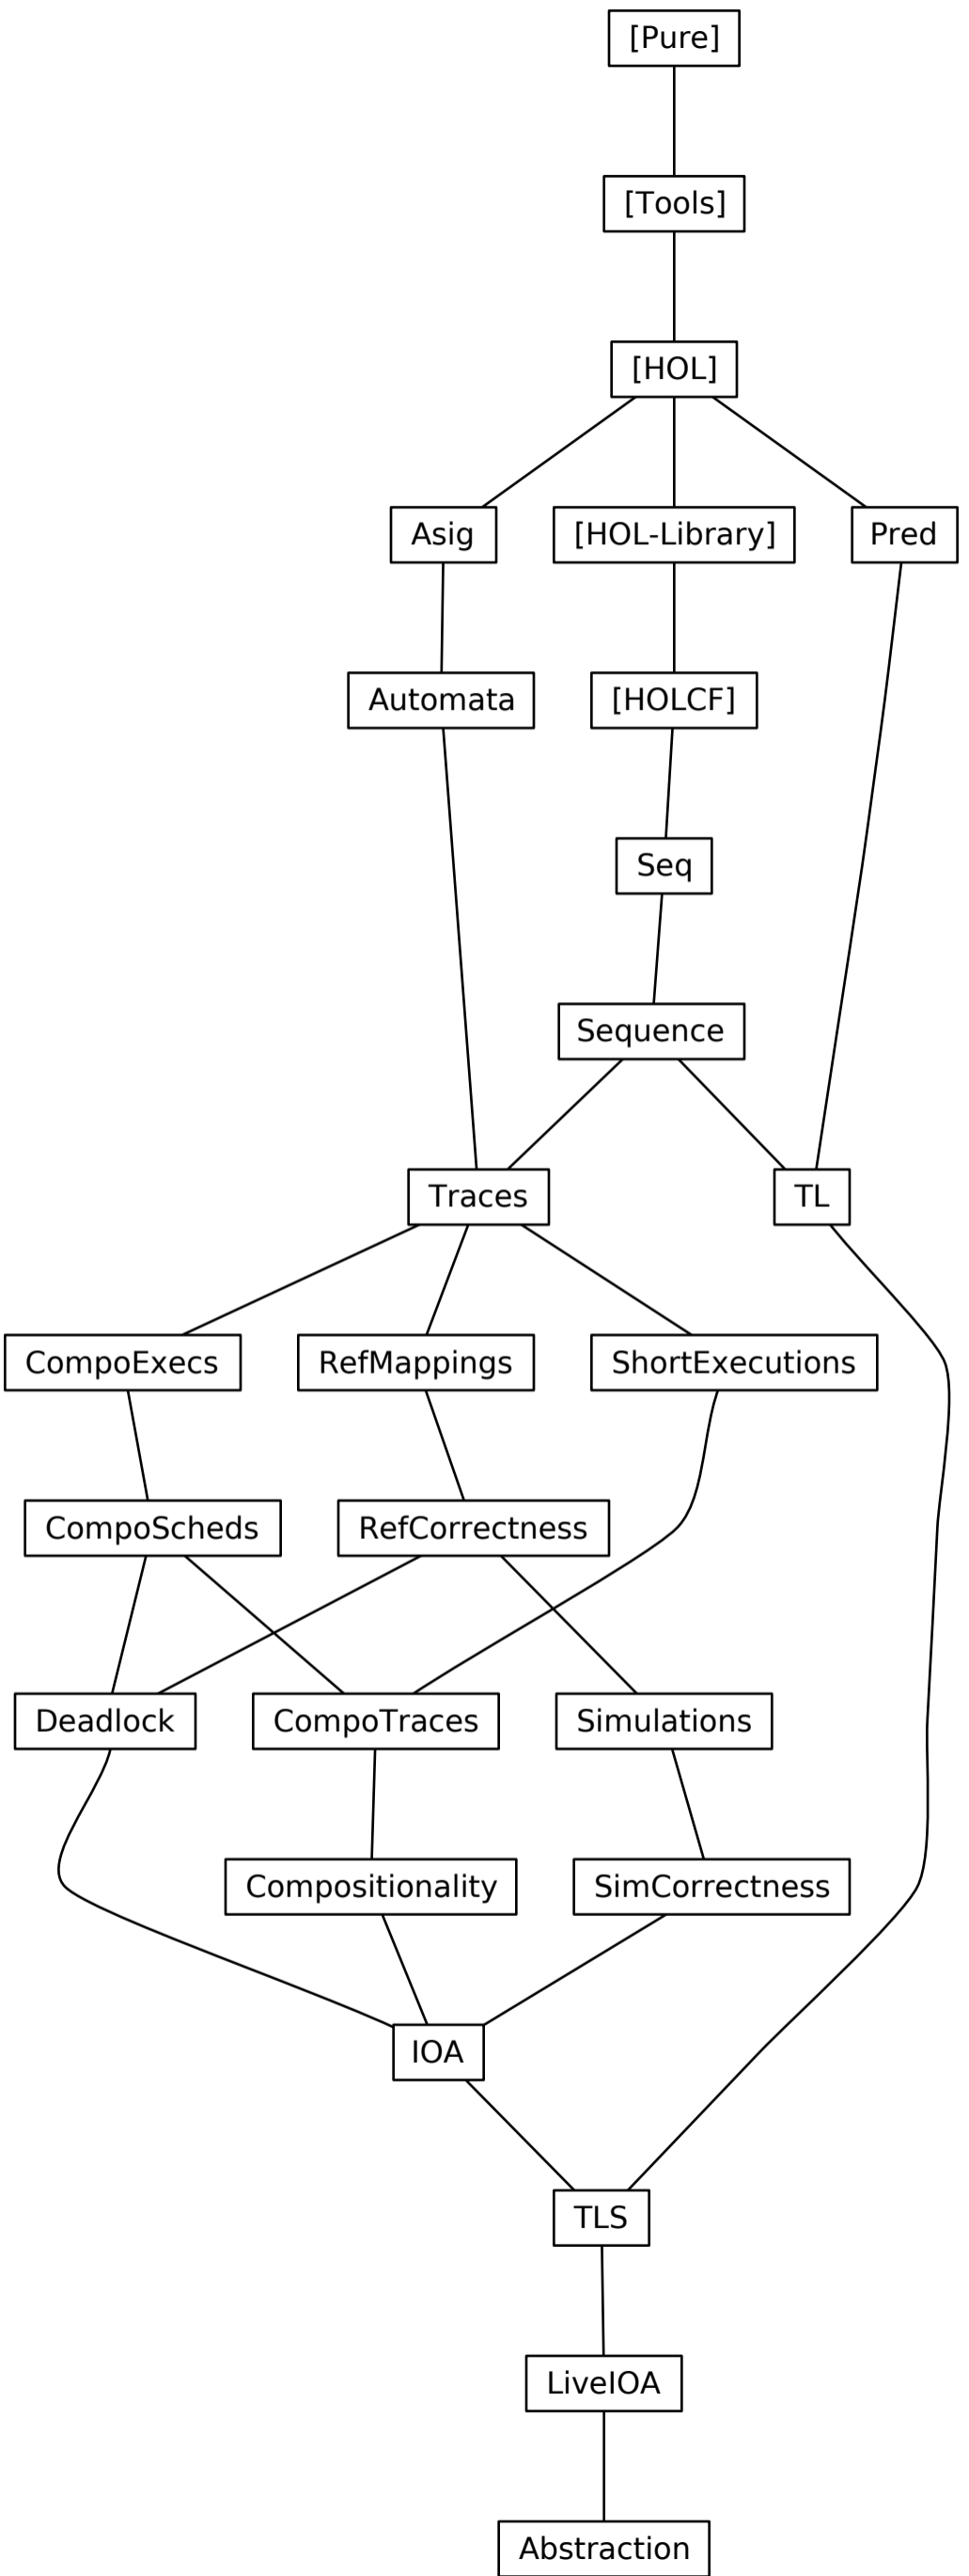 [Pure]
[Tools]
[HOL]
Asig
[HOL-Library]
Pred
Automata
[HOLCF]
Seq
Sequence
Traces
TL
CompoExecs
RefMappings
ShortExecutions
CompoScheds
RefCorrectness
Deadlock
CompoTraces
Simulations
Compositionality
SimCorrectness
IOA
TLS
LiveIOA
Abstraction